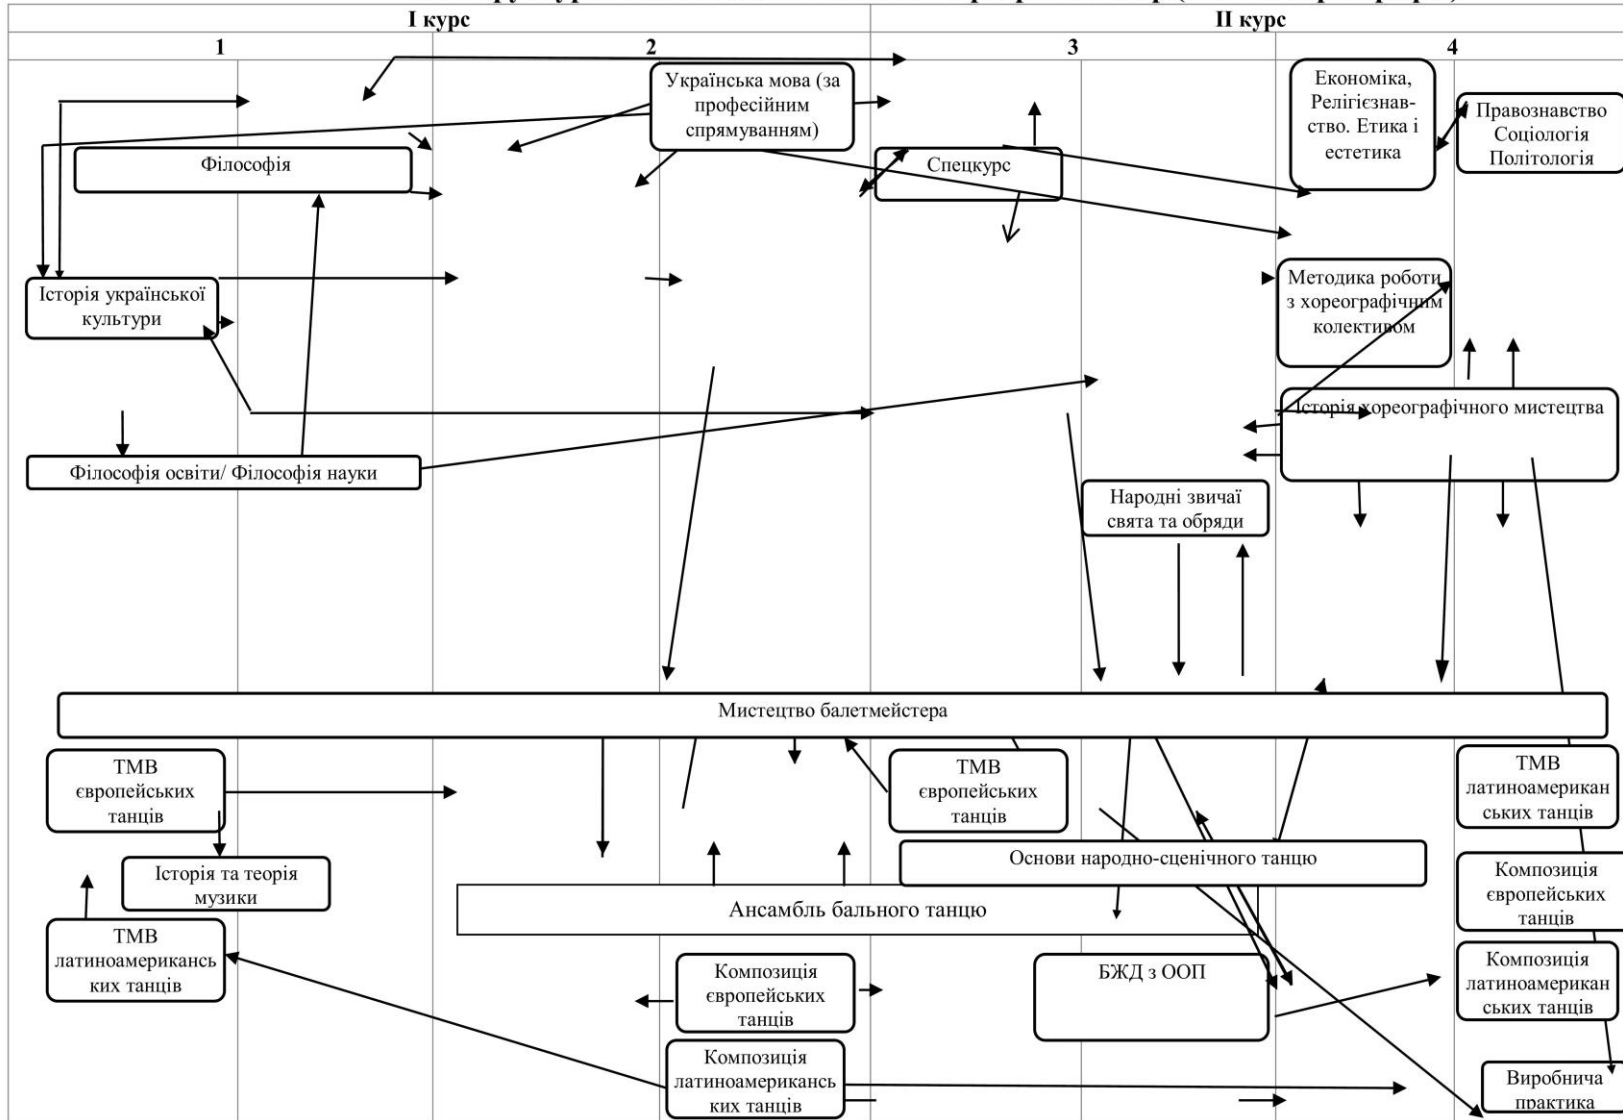 І курс
ІІ курс
1
2
3
4
Українська мова (за
професійним
спрямуванням)
Економіка,
Релігієзнав-
ство. Етика і
естетика
Правознавство
Соціологія
Політологія
Філософія
Спецкурс
Історія української
культури
Методика роботи
з хореографічним
колективом
Історія хореографічного мистецтва
Філософія освіти/ Філософія науки
Народні звичаї
свята та обряди
Мистецтво балетмейстера
ТМВ
європейських
танців
ТМВ
європейських
танців
ТМВ
латиноамерикан
ських танців
Історія та теорія
музики
Основи народно-сценічного танцю
Композиція
європейських
танців
Ансамбль бального танцю
ТМВ
латиноамериканс
ких танців
Композиція
європейських
танців
БЖД з ООП
Композиція
латиноамерикан
ських танців
Композиція
латиноамерикансь
ких танців
Виробнича
практика